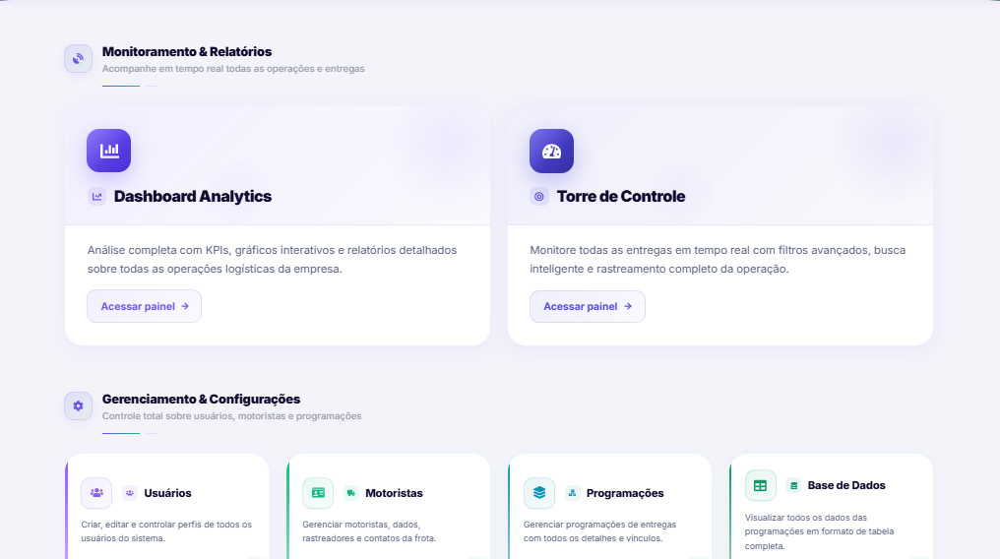 Monitoramento & Relatórios
Acompanhe em tempo real todas as operações e entregas
Dashboard Analytics
Análise completa com KPIs, gráficos interativos e relatórios detalhados
sobre todas as operações logísticas da empresa.
Acessar painel →
Torre de Controle
Monitore todas as entregas em tempo real com filtros avançados, busca
inteligente e rastreamento completo da operação.
Acessar painel →
Gerenciamento & Configurações
Controle total sobre usuários, motoristas e programações
Usuários
Criar, editar e controlar perfis de todos os
usuários do sistema.
Motoristas
Gerenciar motoristas, dados,
rastreadores e contatos da frota.
Programações
Gerenciar programações de entregas
com todos os detalhes e vínculos.
Base de Dados
Visualizar todos os dados das
programações em formato de tabela
completa.